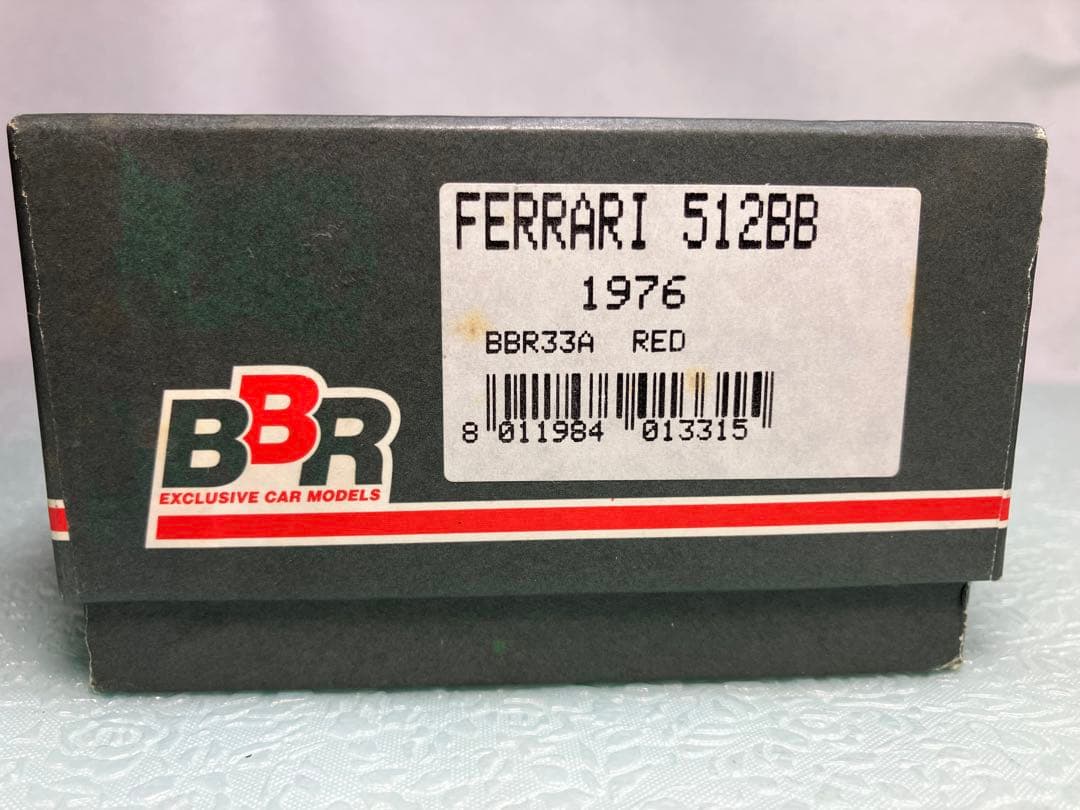 FERRARI 512BB
1976
BBR33A RED
8 011984 013315
BBR
EXCLUSIVE CAR MODELS